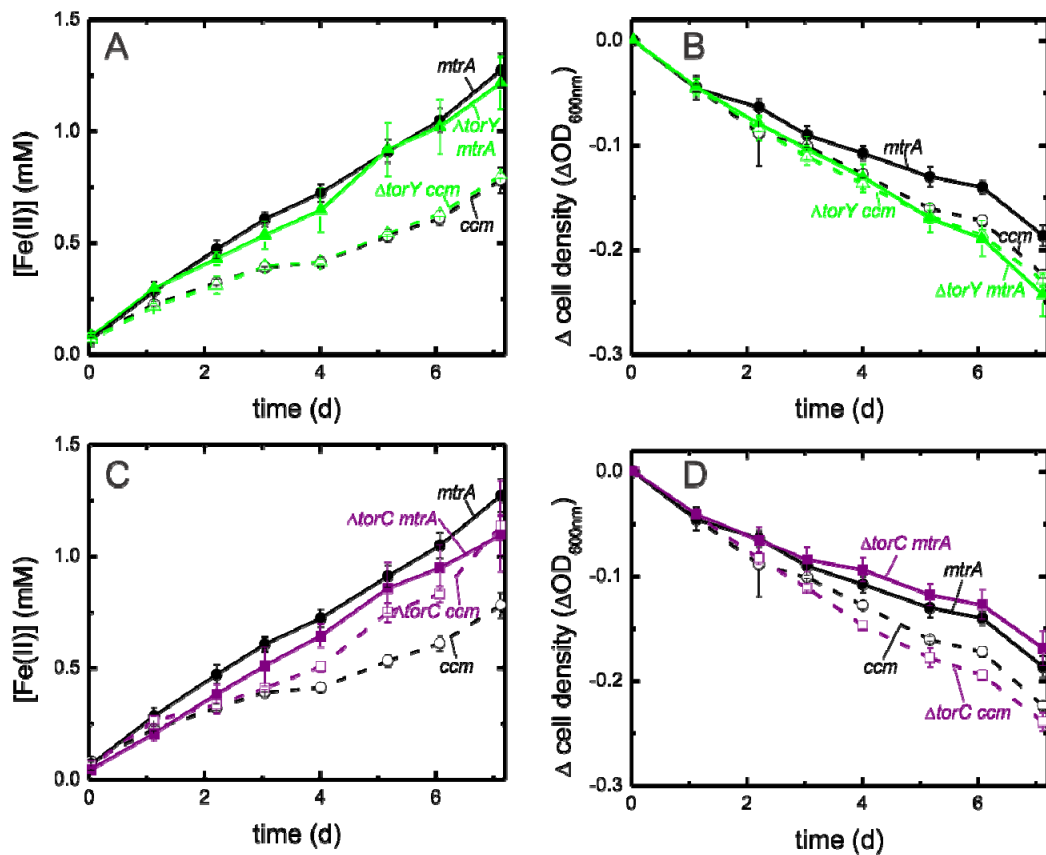 A
1.5
1.0
0.5
0.0
[Fe(II)] (mM)
mtrA
ΔtorY
mtrA
ΔtorY ccm
ccm
0
2
4
6
time (d)
B
0.0
-0.1
-0.2
-0.3
Δ cell density (ΔOD600nm)
mtrA
ΔtorY ccm
ccm
ΔtorY mtrA
0
2
4
6
time (d)
C
1.5
1.0
0.5
0.0
[Fe(II)] (mM)
mtrA
ΔtorC mtrA
ΔtorC ccm
ccm
0
2
4
6
time (d)
D
0.0
-0.1
-0.2
-0.3
Δ cell density (ΔOD600nm)
ΔtorC mtrA
mtrA
ccm
ΔtorC ccm
0
2
4
6
time (d)